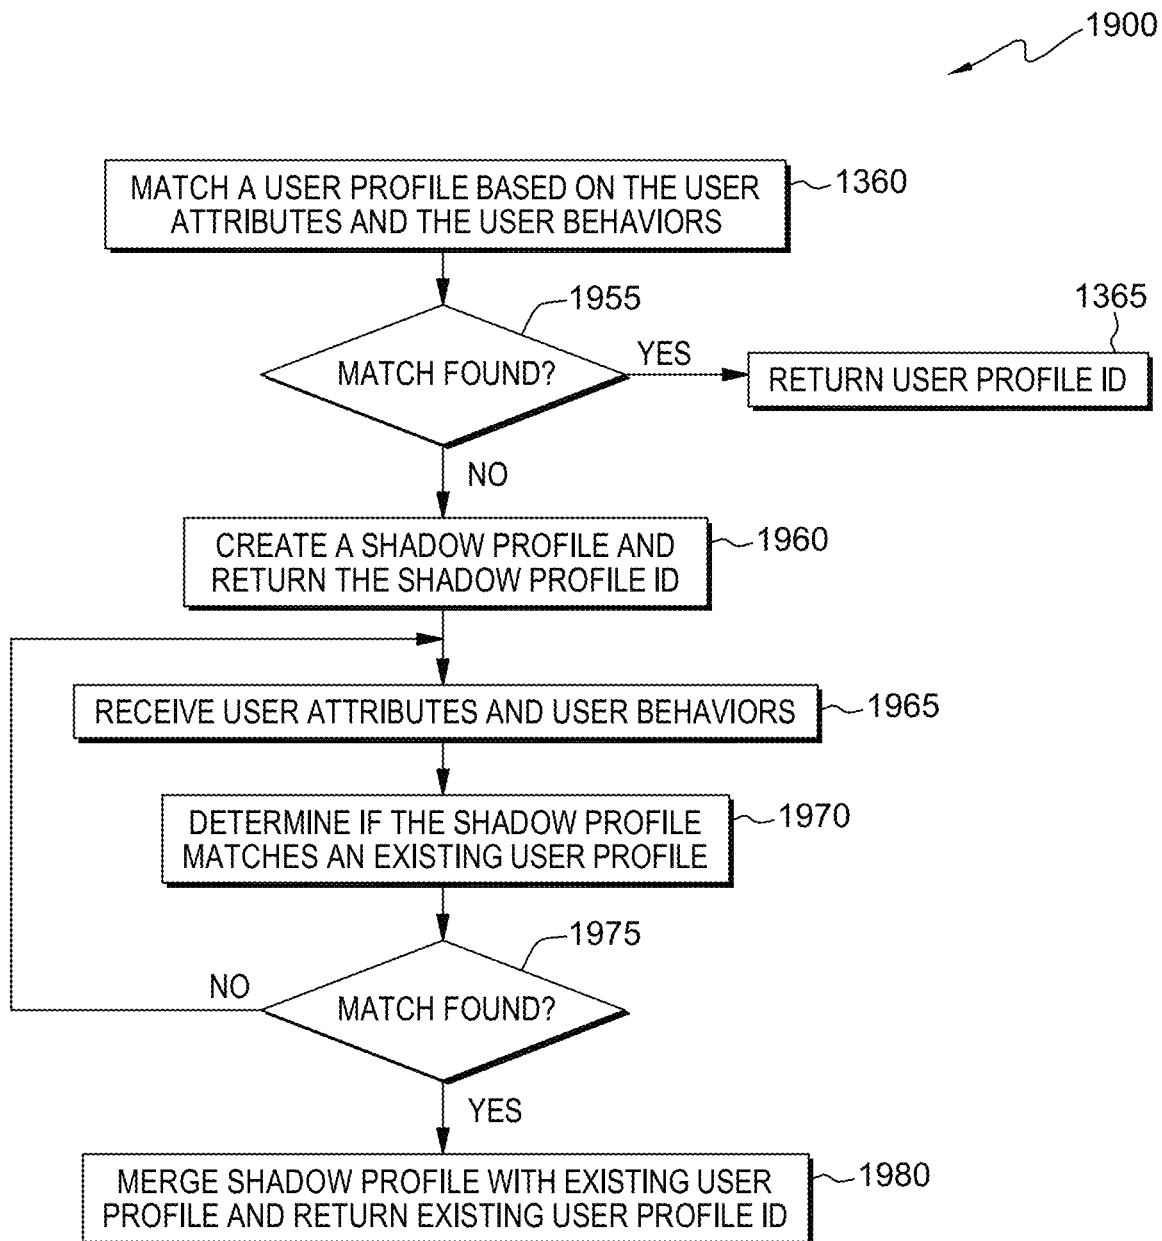 1900
MATCH A USER PROFILE BASED ON THE USER
ATTRIBUTES AND THE USER BEHAVIORS
1360
1955
MATCH FOUND?
YES
1365
RETURN USER PROFILE ID
NO
CREATE A SHADOW PROFILE AND
RETURN THE SHADOW PROFILE ID
1960
RECEIVE USER ATTRIBUTES AND USER BEHAVIORS
1965
DETERMINE IF THE SHADOW PROFILE
MATCHES AN EXISTING USER PROFILE
1970
1975
NO
MATCH FOUND?
YES
MERGE SHADOW PROFILE WITH EXISTING USER
PROFILE AND RETURN EXISTING USER PROFILE ID
1980